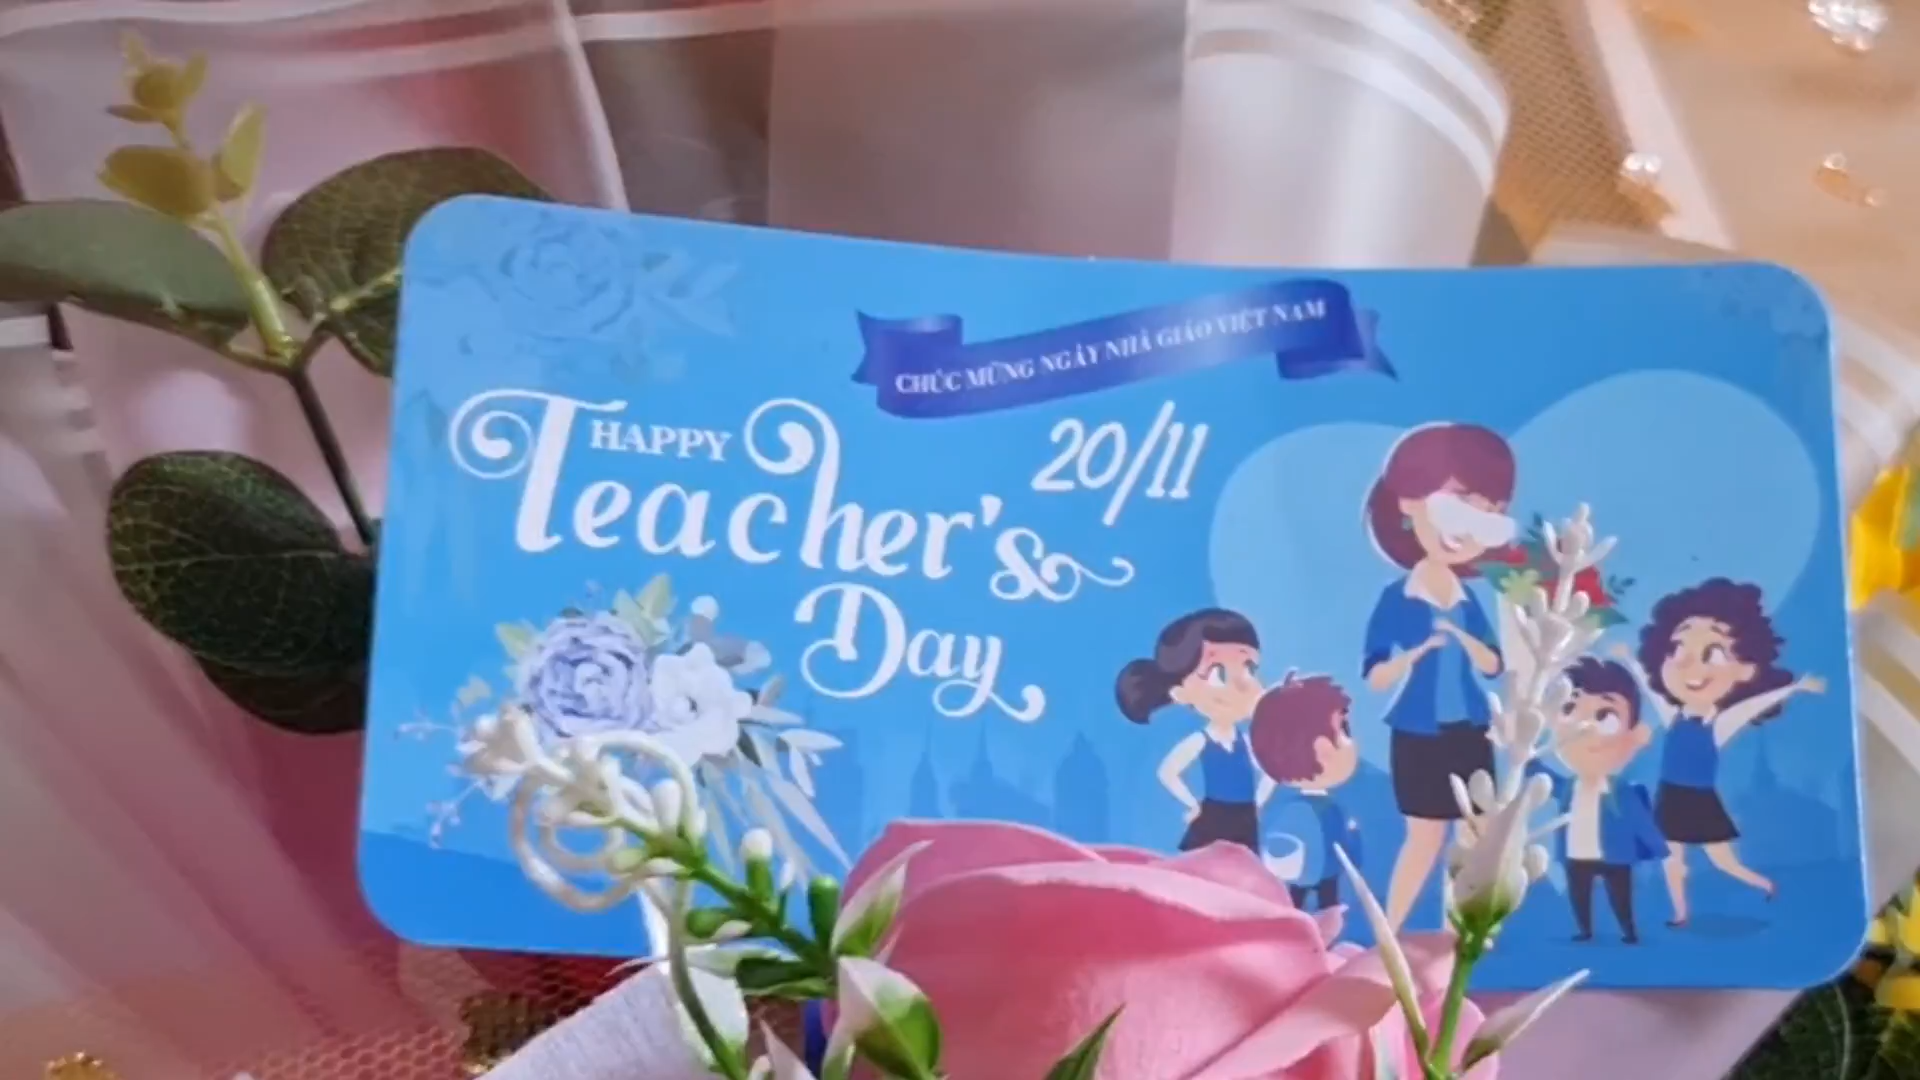 CHÚC MỪNG NGÀY NHÀ GIÁO VIỆT NAM
20/11
HAPPY
Teacher's
Day